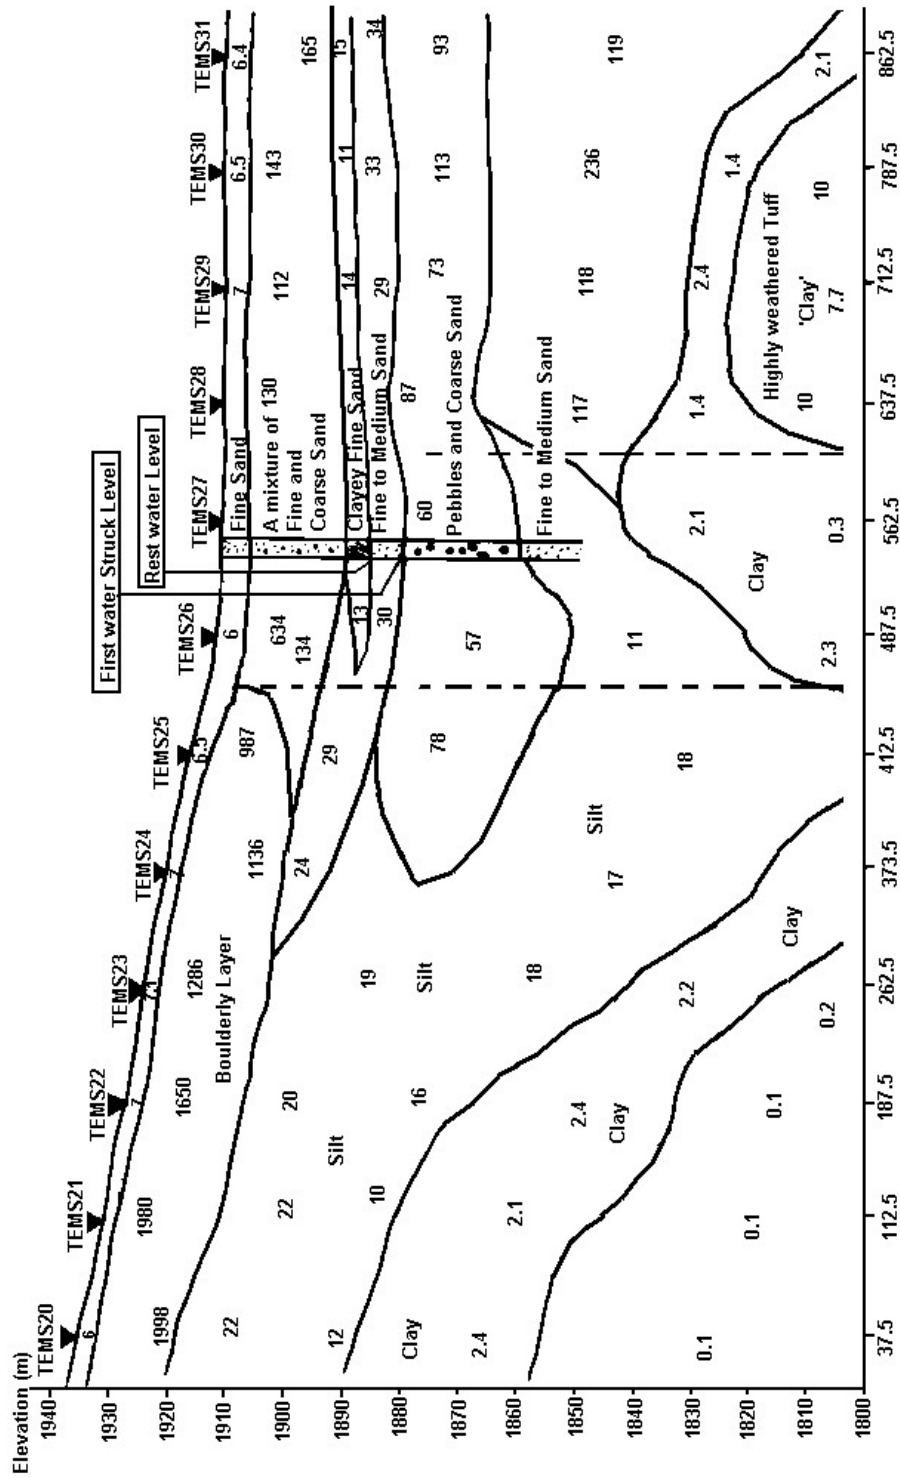 Elevation (m)
1940
1930
1920
1910
1900
1890
1880
1870
1860
1850
1840
1830
1820
1810
1800
37.5
112.5
187.5
262.5
373.5
412.5
487.5
562.5
637.5
712.5
787.5
862.5
TEMS20
TEMS21
TEMS22
TEMS23
TEMS24
TEMS25
TEMS26
TEMS27
TEMS28
TEMS29
TEMS30
TEMS31
First water Struck Level
Rest water Level
6
7
7.1
7
6.5
6
Fine Sand
7
6.5
6.4
1998
1980
1650
1286
1136
987
634
134
Boulderly Layer
A mixture of 130
Fine and
Coarse Sand
112
143
165
Clayey Fine Sand
13
14
11
15
Fine to Medium Sand
30
29
33
34
22
22
20
19
24
29
Silt
Silt
Silt
12
10
16
18
17
18
11
78
57
60
87
73
113
93
Pebbles and Coarse Sand
Fine to Medium Sand
117
118
236
119
Clay
2.4
2.1
2.4
Clay
2.2
Clay
0.1
0.1
0.1
0.2
2.3
Clay
2.1
0.3
1.4
2.4
1.4
2.1
Highly weathered Tuff
'Clay'
10
7.7
10